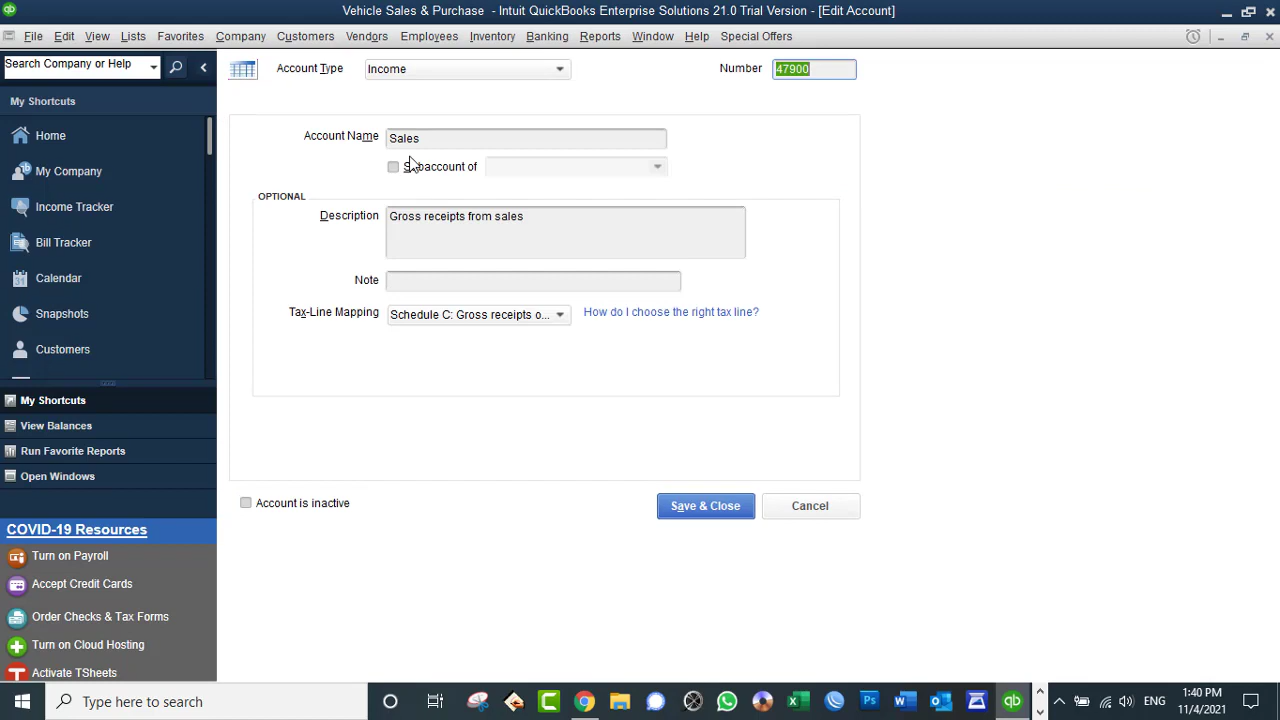 Vehicle Sales & Purchase - Intuit QuickBooks Enterprise Solutions 21.0 Trial Version - [Edit Account]
File Edit View Lists Favorites Company Customers Vendors Employees Inventory Banking Reports Window Help Special Offers
Search Company or Help
My Shortcuts
Home
My Company
Income Tracker
Bill Tracker
31 Calendar
Snapshots
Customers
My Shortcuts
View Balances
Run Favorite Reports
Open Windows
COVID-19 Resources
Turn on Payroll
Accept Credit Cards
Order Checks & Tax Forms
Turn on Cloud Hosting
Activate TSheets
Account Type Income Number 47900
Account Name Sales
Subaccount of
OPTIONAL
Description Gross receipts from sales
Note
Tax-Line Mapping Schedule C: Gross receipts o... How do I choose the right tax line?
Account is inactive Save & Close Cancel
Type here to search
ENG
1:40 PM
11/4/2021